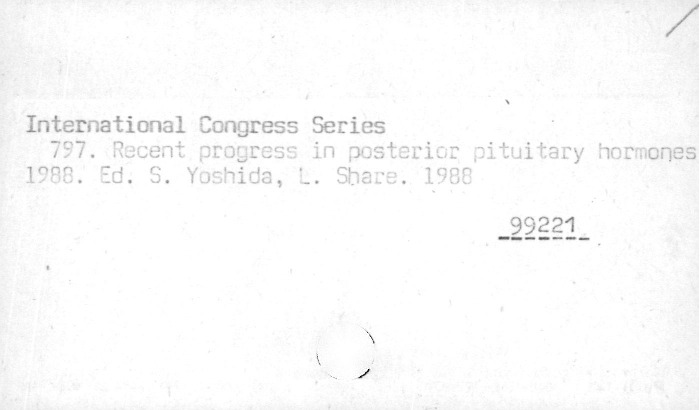 International Congress Series
797. Recent progress in posterior pituitary hormones
1988. Ed. S. Yoshida, L. Share. 1988
99221